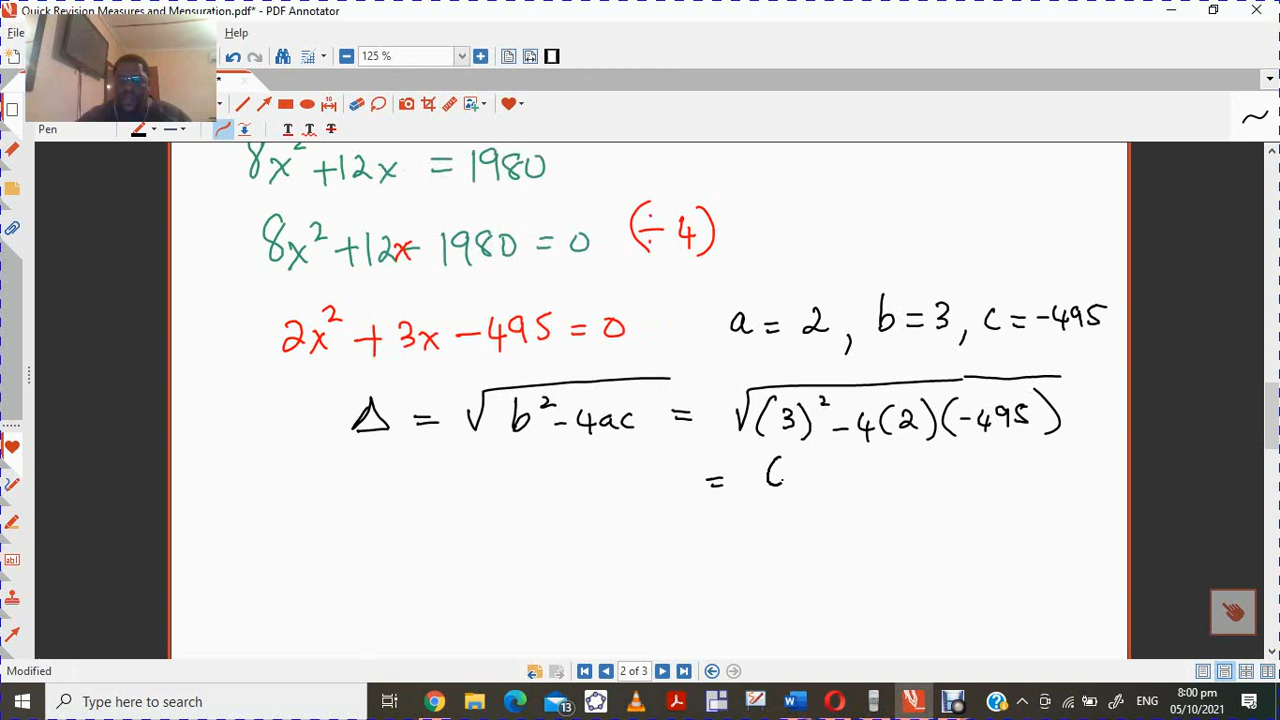 Quick Revision Measures and Mensuration.pdf* - PDF Annotator
Help
125 %
Pen
8x² +12x = 1980
8x² +12x - 1980 = 0 (÷ 4)
2x² + 3x - 495 = 0 a = 2 , b = 3 , c = -495
Δ = √b² - 4ac = √(3)² - 4(2)(-495)
= (
Modified
2 of 3
Type here to search
13
ENG
8:00 pm
05/10/2021